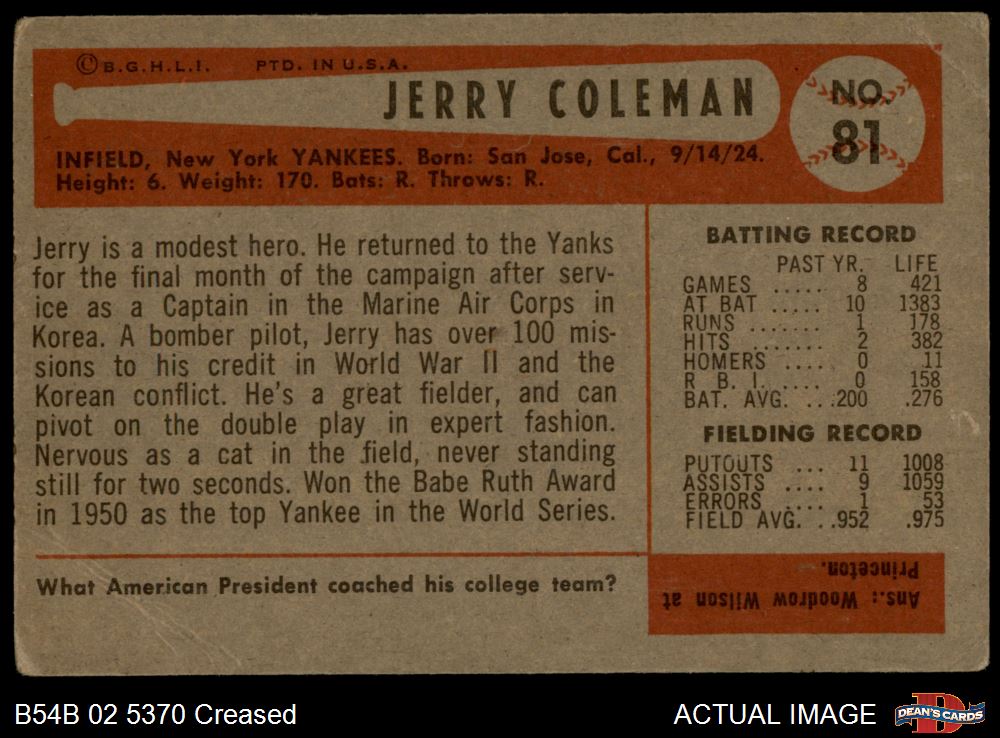 © B.G.H.L.I. PTD. IN U.S.A.
JERRY COLEMAN
NO.
81
INFIELD, New York YANKEES. Born: San Jose, Cal., 9/14/24.
Height: 6. Weight: 170. Bats: R. Throws: R.
Jerry is a modest hero. He returned to the Yanks
for the final month of the campaign after serv-
ice as a Captain in the Marine Air Corps in
Korea. A bomber pilot, Jerry has over 100 mis-
sions to his credit in World War II and the
Korean conflict. He's a great fielder, and can
pivot on the double play in expert fashion.
Nervous as a cat in the field, never standing
still for two seconds. Won the Babe Ruth Award
in 1950 as the top Yankee in the World Series.
What American President coached his college team?
BATTING RECORD
PAST YR. LIFE
GAMES ..... 8 421
AT BAT ..... 10 1383
RUNS ....... 1 178
HITS ....... 2 382
HOMERS .... 0 11
R. B. I. .... 0 158
BAT. AVG. ...200 .276
FIELDING RECORD
PUTOUTS ... 11 1008
ASSISTS .... 9 1059
ERRORS .... 1 53
FIELD AVG. ..952 .975
Ans.: Woodrow Wilson at
Princeton.
B54B 02 5370 Creased
ACTUAL IMAGE
DEAN'S CARDS